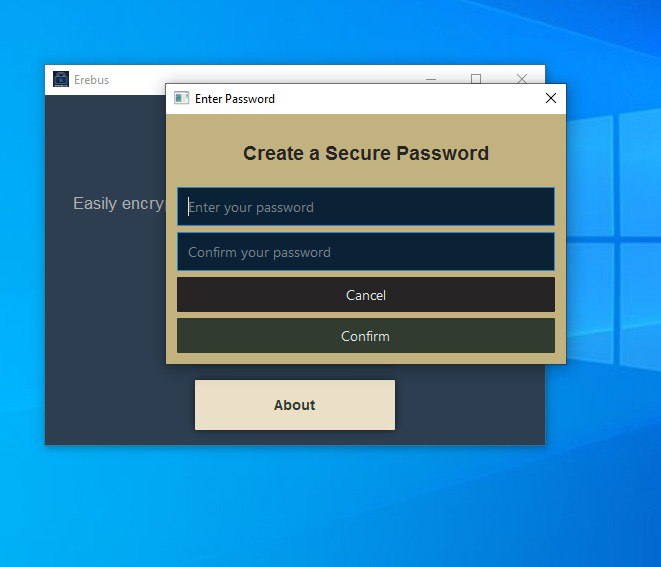 Erebus
Enter Password
Create a Secure Password
Easily encry
Enter your password
Confirm your password
Cancel
Confirm
About